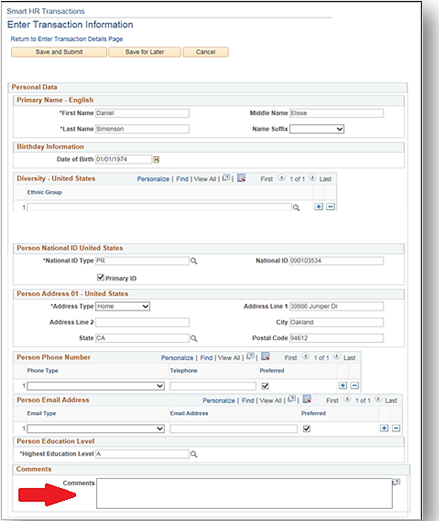 Smart HR Transactions
Enter Transaction Information
Return to Enter Transaction Details Page
Save and Submit Save for Later Cancel
Personal Data
Primary Name - English
*First Name Daniel Middle Name Elisse
*Last Name Simonson Name Suffix
Birthday Information
Date of Birth 01/01/1974
Diversity - United States Personalize | Find | View All | | First 1 of 1 Last
Ethnic Group
1
Person National ID United States
*National ID Type PR National ID 090103534
Primary ID
Person Address 01 - United States
*Address Type Home Address Line 1 39986 Juniper Dr
Address Line 2 City Oakland
State CA Postal Code 94612
Person Phone Number Personalize | Find | View All | | First 1 of 1 Last
Phone Type Telephone Preferred
1
Person Email Address Personalize | Find | View All | | First 1 of 1 Last
Email Type Email Address Preferred
1
Person Education Level
*Highest Education Level A
Comments
Comments